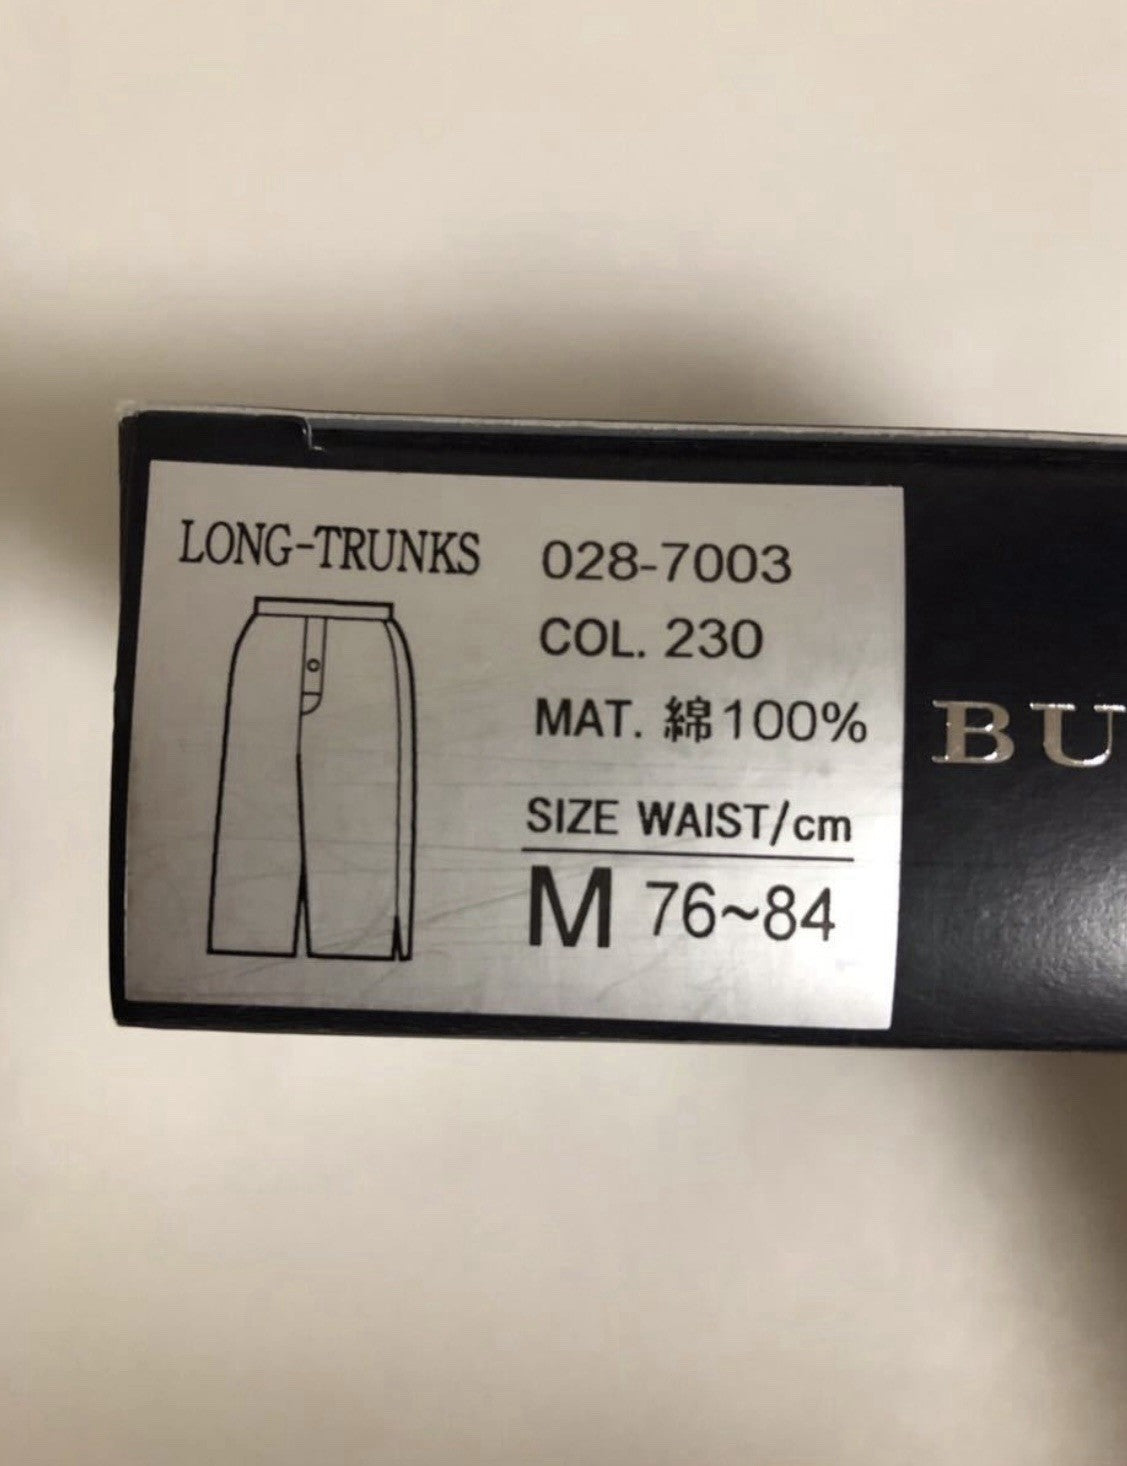 LONG-TRUNKS
028-7003
COL. 230
MAT. 綿100%
SIZE WAIST/cm
M 76~84
BU